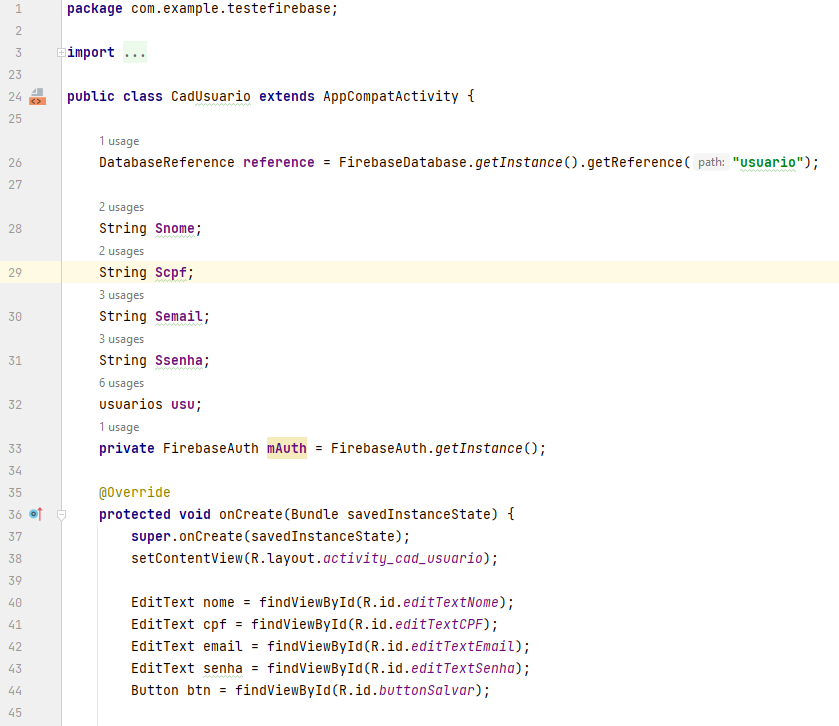 1 package com.example.testefirebase;
2
3 import ...
23
24 public class CadUsuario extends AppCompatActivity {
25
1 usage
26 DatabaseReference reference = FirebaseDatabase.getInstance().getReference( path: "usuario");
27
2 usages
28 String Snome;
2 usages
29 String Scpf;
3 usages
30 String Semail;
3 usages
31 String Ssenha;
6 usages
32 usuarios usu;
1 usage
33 private FirebaseAuth mAuth = FirebaseAuth.getInstance();
34
35 @Override
36 protected void onCreate(Bundle savedInstanceState) {
37 super.onCreate(savedInstanceState);
38 setContentView(R.layout.activity_cad_usuario);
39
40 EditText nome = findViewById(R.id.editTextNome);
41 EditText cpf = findViewById(R.id.editTextCPF);
42 EditText email = findViewById(R.id.editTextEmail);
43 EditText senha = findViewById(R.id.editTextSenha);
44 Button btn = findViewById(R.id.buttonSalvar);
45